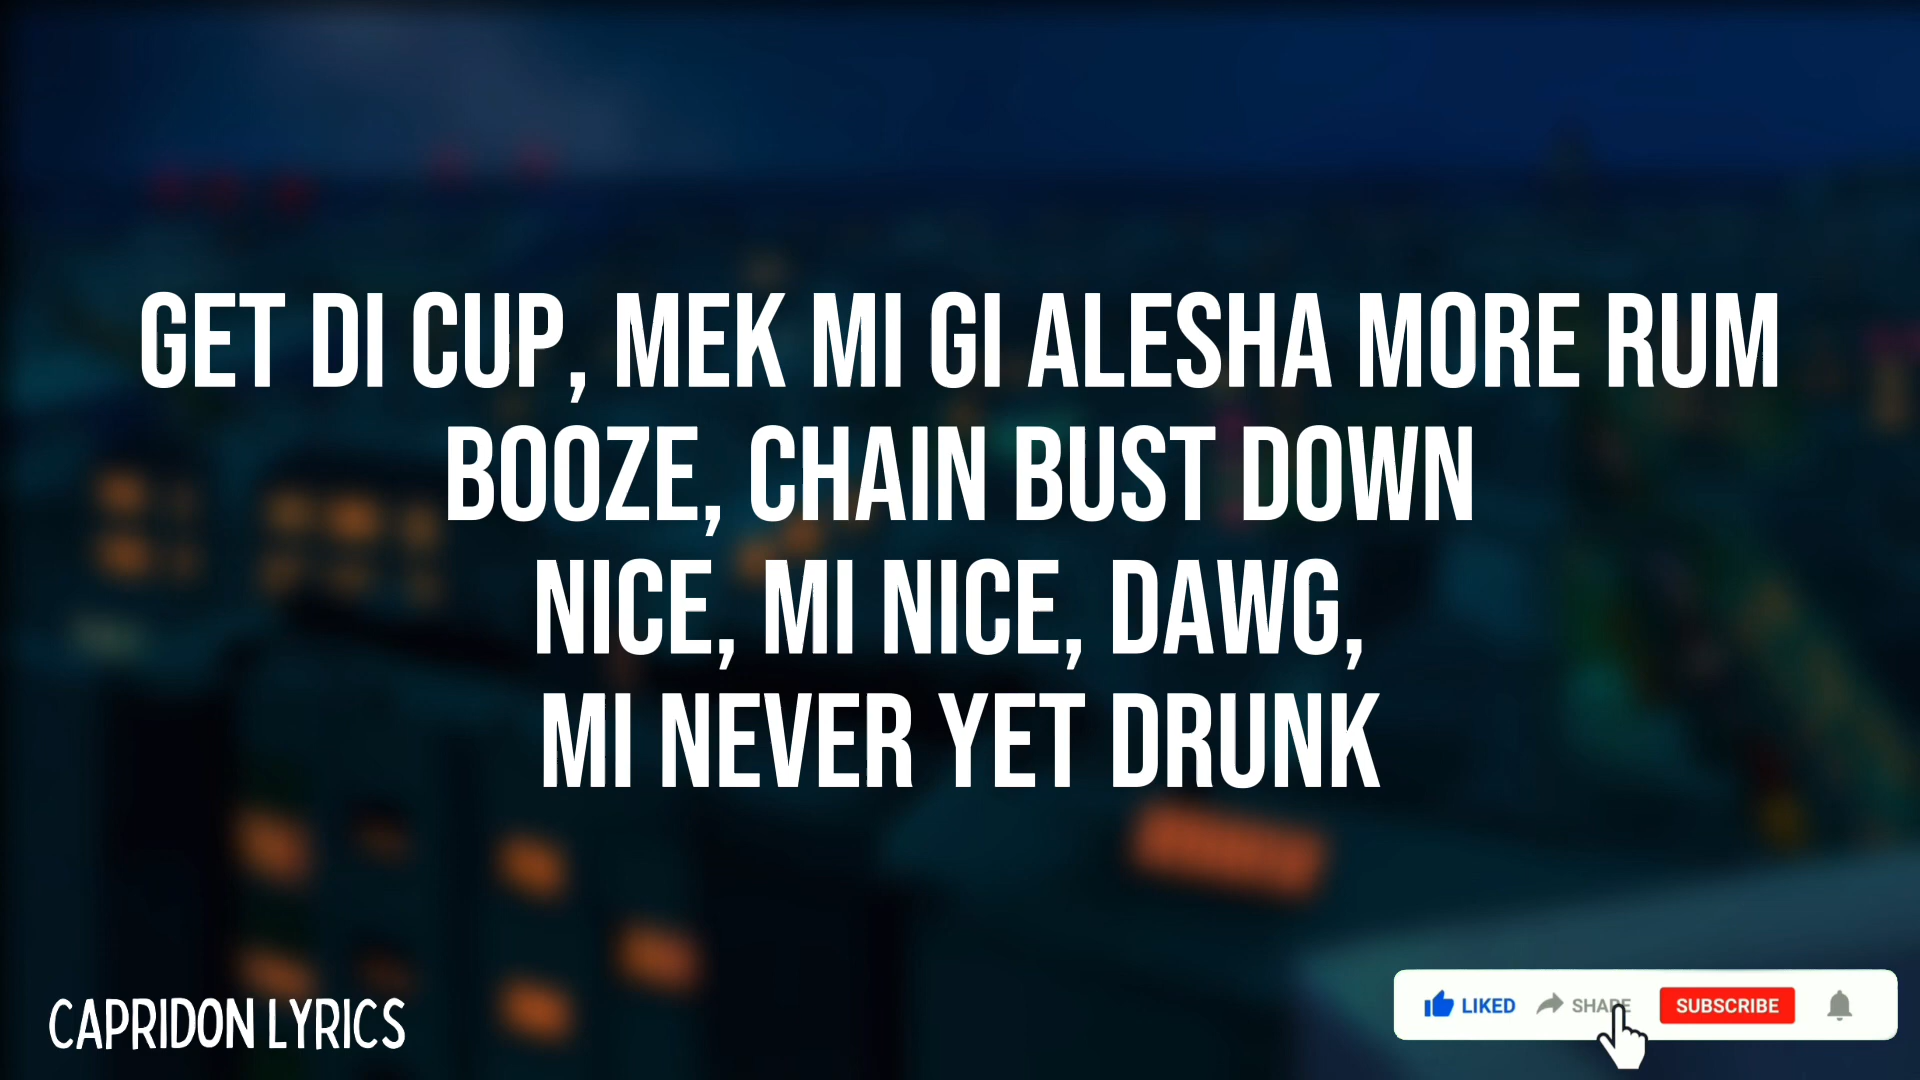 GET DI CUP, MEK MI GI ALESHA MORE RUM
BOOZE, CHAIN BUST DOWN
NICE, MI NICE, DAWG,
MI NEVER YET DRUNK
CAPRIDON LYRICS
LIKED SHARE SUBSCRIBE